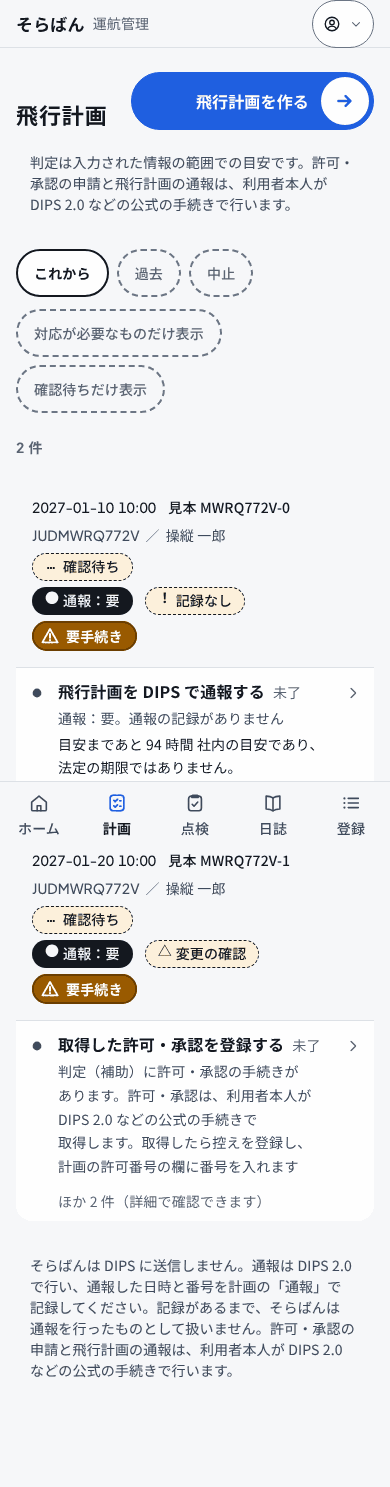 そらばん 運航管理
飛行計画
飛行計画を作る
判定は入力された情報の範囲での目安です。許可・
承認の申請と飛行計画の通報は、利用者本人が
DIPS 2.0 などの公式の手続きで行います。
これから 過去 中止
対応が必要なものだけ表示
確認待ちだけ表示
2 件
2027-01-10 10:00 見本 MWRQ772V-0
JUDMWRQ772V ／ 操縦 一郎
確認待ち
通報：要 記録なし
要手続き
飛行計画を DIPS で通報する 未了
通報：要。通報の記録がありません
目安まであと 94 時間 社内の目安であり、
法定の期限ではありません。
ホーム 計画 点検 日誌 登録
2027-01-20 10:00 見本 MWRQ772V-1
JUDMWRQ772V ／ 操縦 一郎
確認待ち
通報：要 変更の確認
要手続き
取得した許可・承認を登録する 未了
判定（補助）に許可・承認の手続きが
あります。許可・承認は、利用者本人が
DIPS 2.0 などの公式の手続きで
取得します。取得したら控えを登録し、
計画の許可番号の欄に番号を入れます
ほか 2 件（詳細で確認できます）
そらばんは DIPS に送信しません。通報は DIPS 2.0
で行い、通報した日時と番号を計画の「通報」で
記録してください。記録があるまで、そらばんは
通報を行ったものとして扱いません。許可・承認の
申請と飛行計画の通報は、利用者本人が DIPS 2.0
などの公式の手続きで行います。